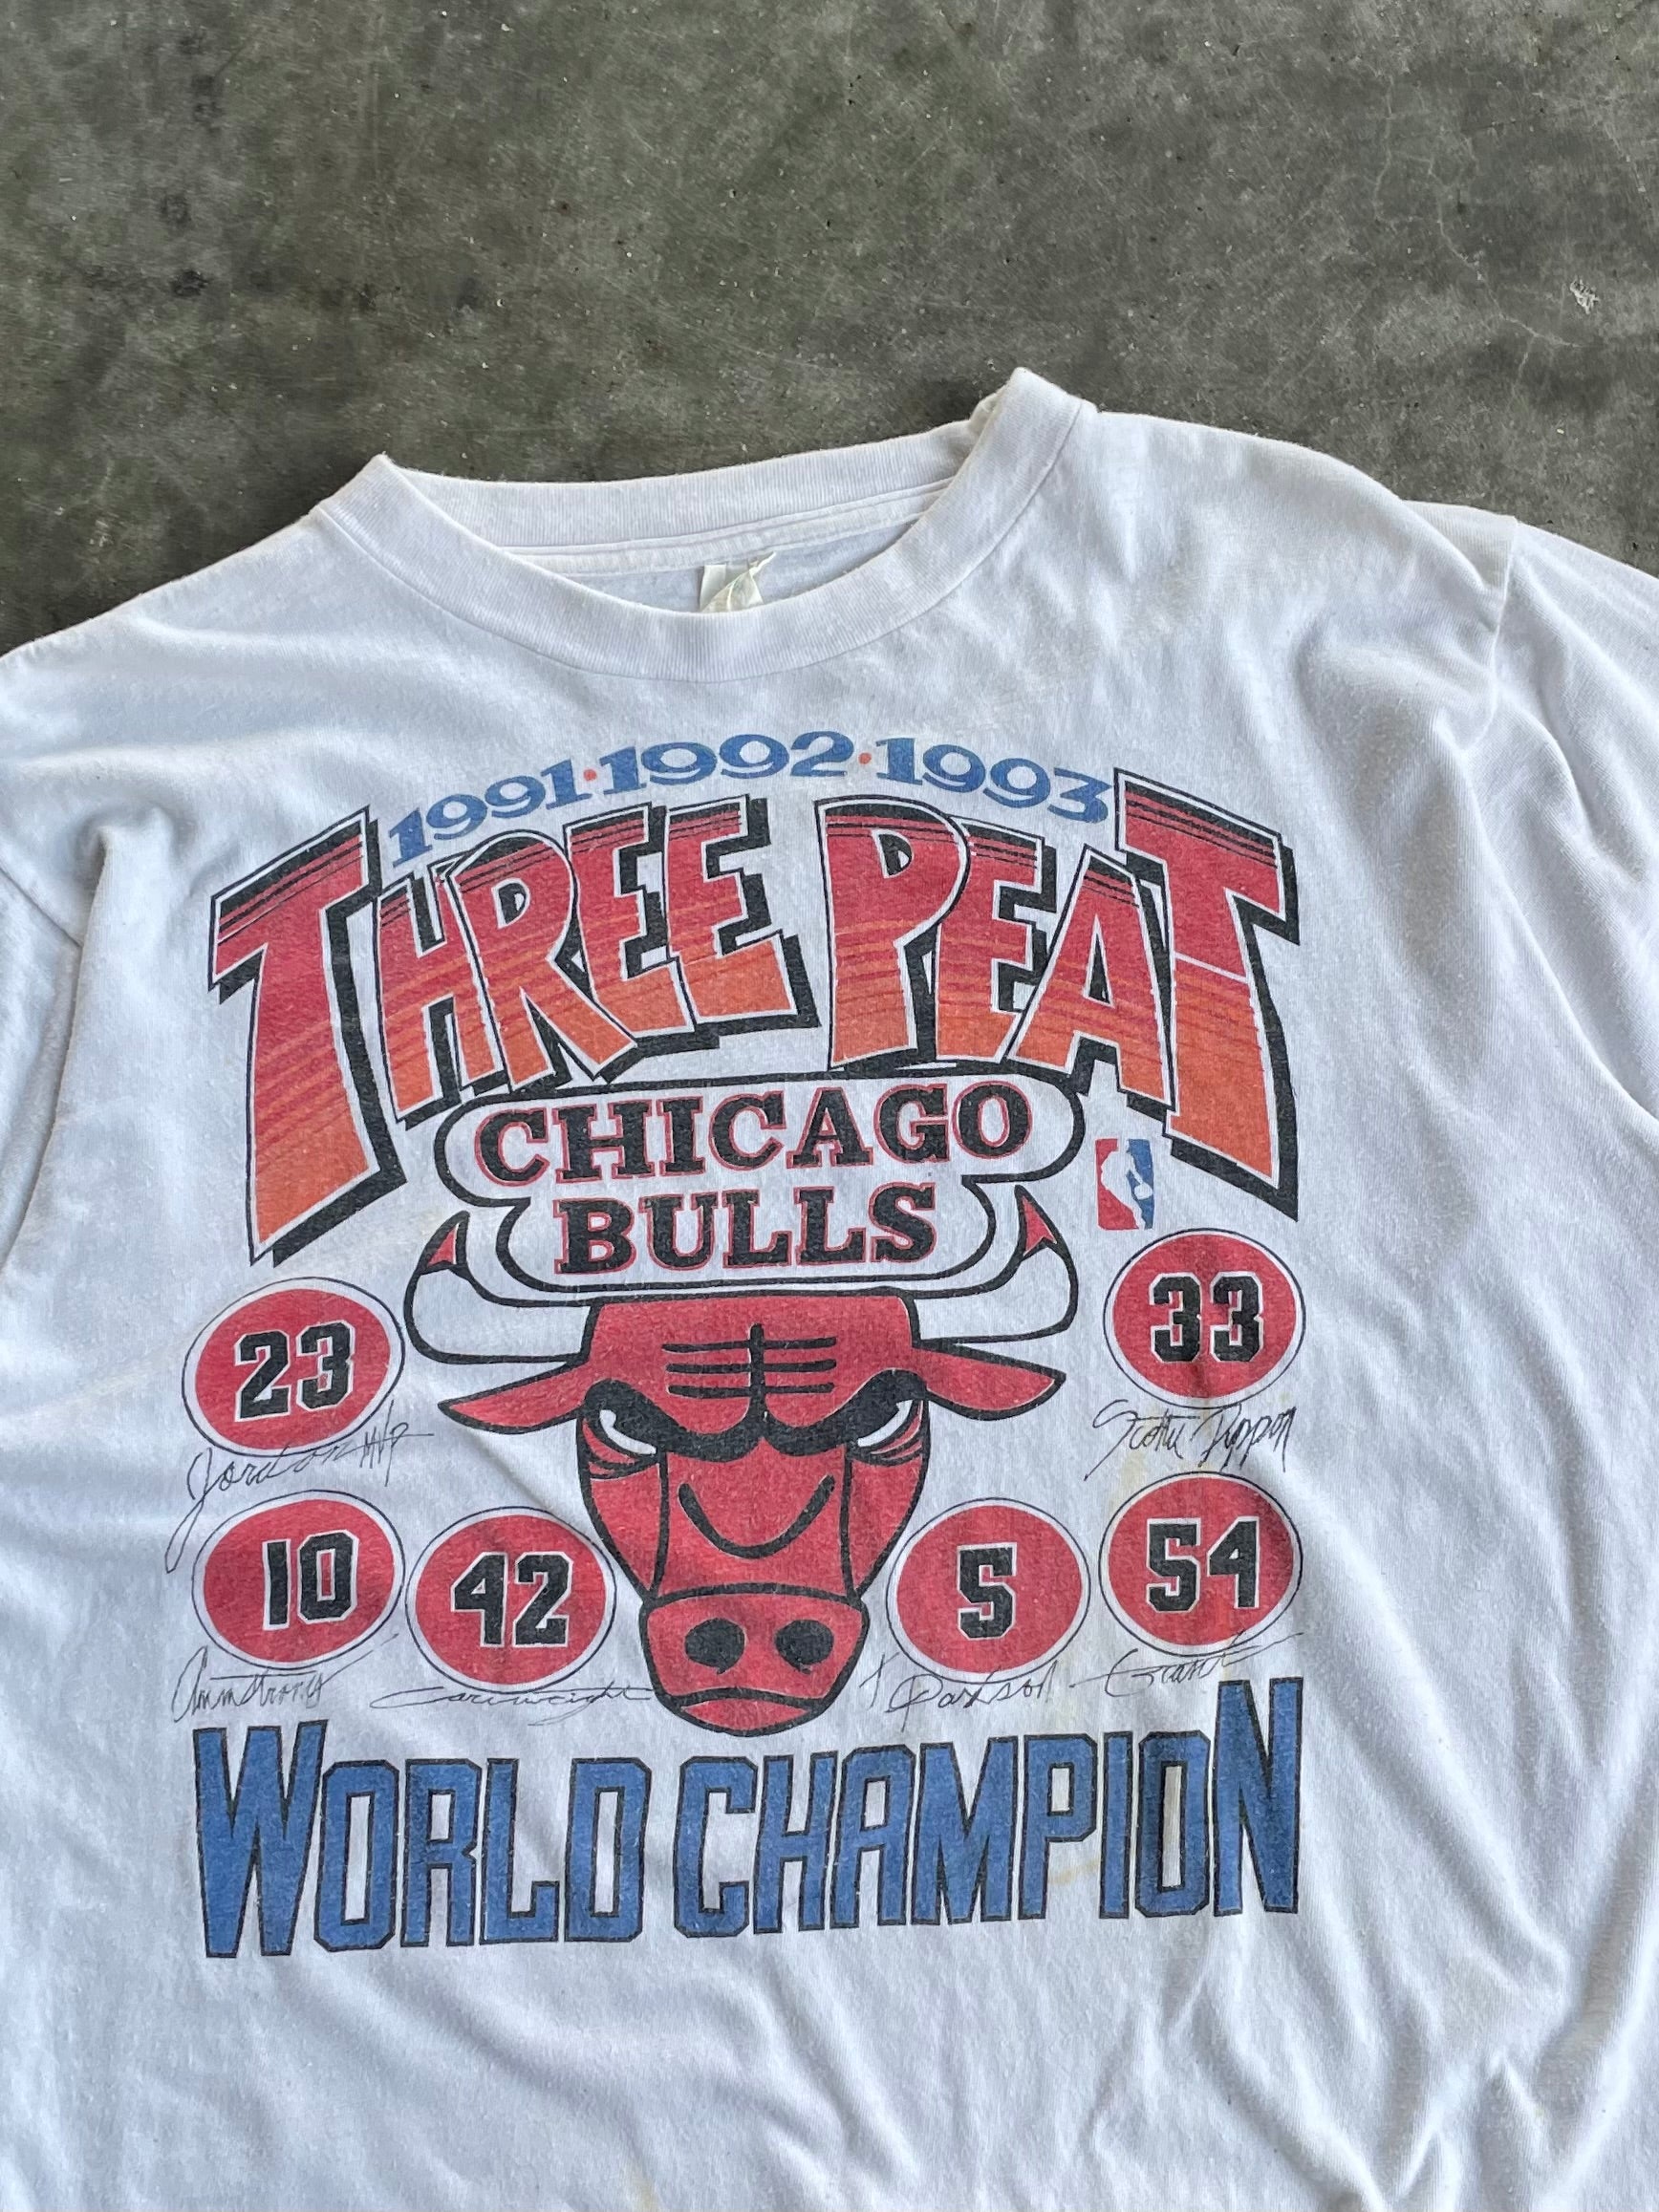 1991·1992·1993
THREE PEAT
CHICAGO
BULLS
23
33
Jordan MVP
Scottie Pippen
10
42
5
54
Armstrong
Cartwright
Paxson
Grant
WORLD CHAMPION